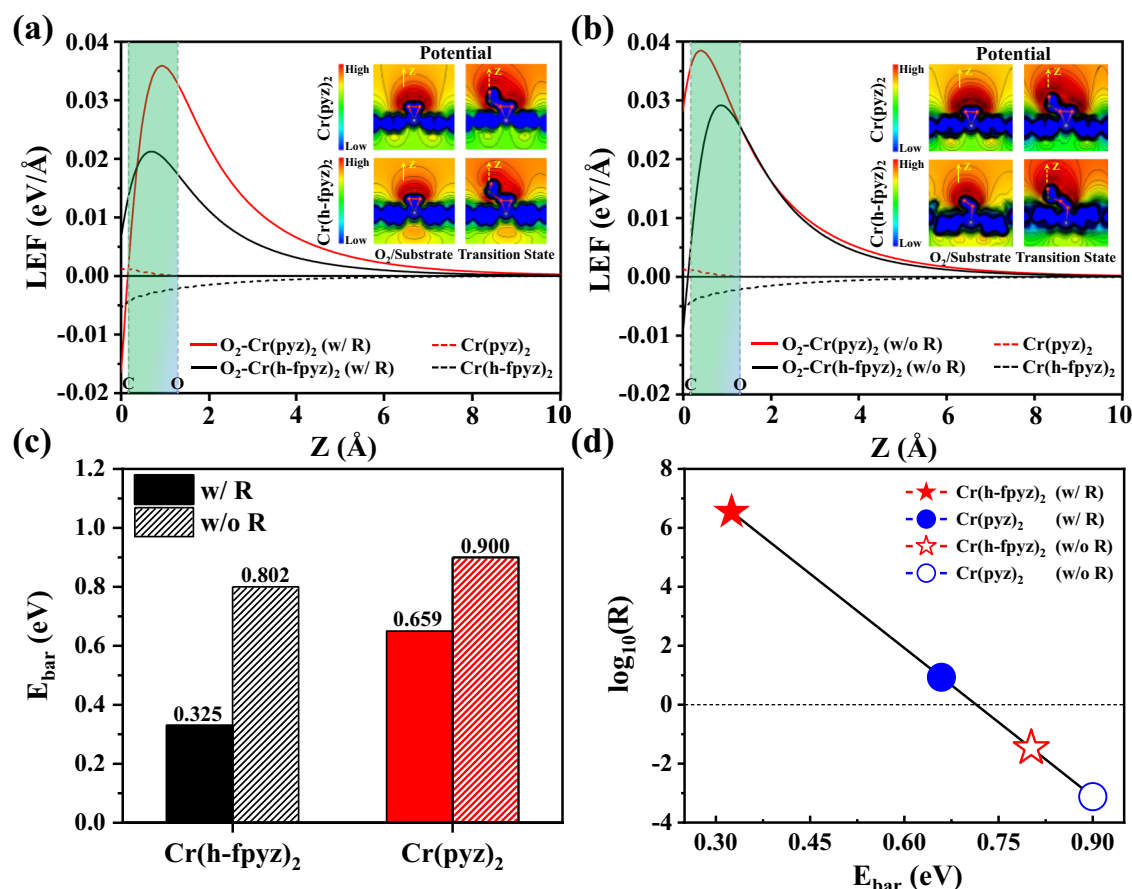 (a)
Potential
High
Low
Cr(pyz)₂
High
Low
Cr(h-fpyz)₂
Z
Z
Z
Z
O₂/Substrate Transition State
LEF (eV/Å)
0.04
0.03
0.02
0.01
0.00
-0.01
0.02
C
O
O₂-Cr(pyz)₂ (w/ R)
Cr(pyz)₂
O₂-Cr(h-fpyz)₂ (w/ R)
Cr(h-fpyz)₂
0 2 4 6 8 10
Z (Å)
(b)
Potential
High
Low
Cr(pyz)₂
High
Low
Cr(h-fpyz)₂
Z
Z
Z
Z
O₂/Substrate Transition State
LEF (eV/Å)
0.04
0.03
0.02
0.01
0.00
-0.01
-0.02
C
O
O₂-Cr(pyz)₂ (w/o R)
Cr(pyz)₂
O₂-Cr(h-fpyz)₂ (w/o R)
Cr(h-fpyz)₂
0 2 4 6 8 10
Z (Å)
(c)
w/ R
w/o R
E_bar (eV)
1.2
1.0
0.8
0.6
0.4
0.2
0.0
0.325
0.802
0.659
0.900
Cr(h-fpyz)₂ Cr(pyz)₂
(d)
log₁₀(R)
8
6
4
2
0
-2
-4
Cr(h-fpyz)₂ (w/ R)
Cr(pyz)₂ (w/ R)
Cr(h-fpyz)₂ (w/o R)
Cr(pyz)₂ (w/o R)
0.30 0.45 0.60 0.75 0.90
E_bar (eV)